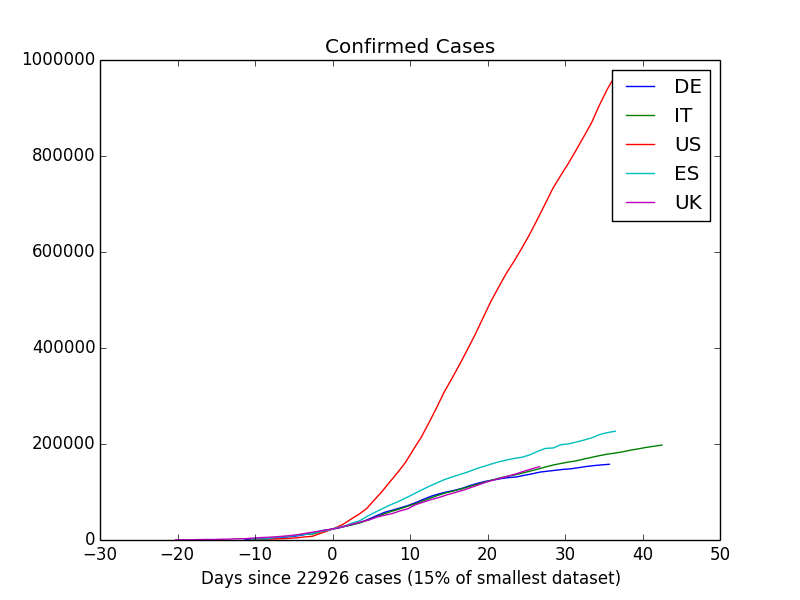 Confirmed Cases
1000000
800000
600000
400000
200000
0
DE
IT
US
ES
UK
−30 −20 −10 0 10 20 30 40 50
Days since 22926 cases (15% of smallest dataset)